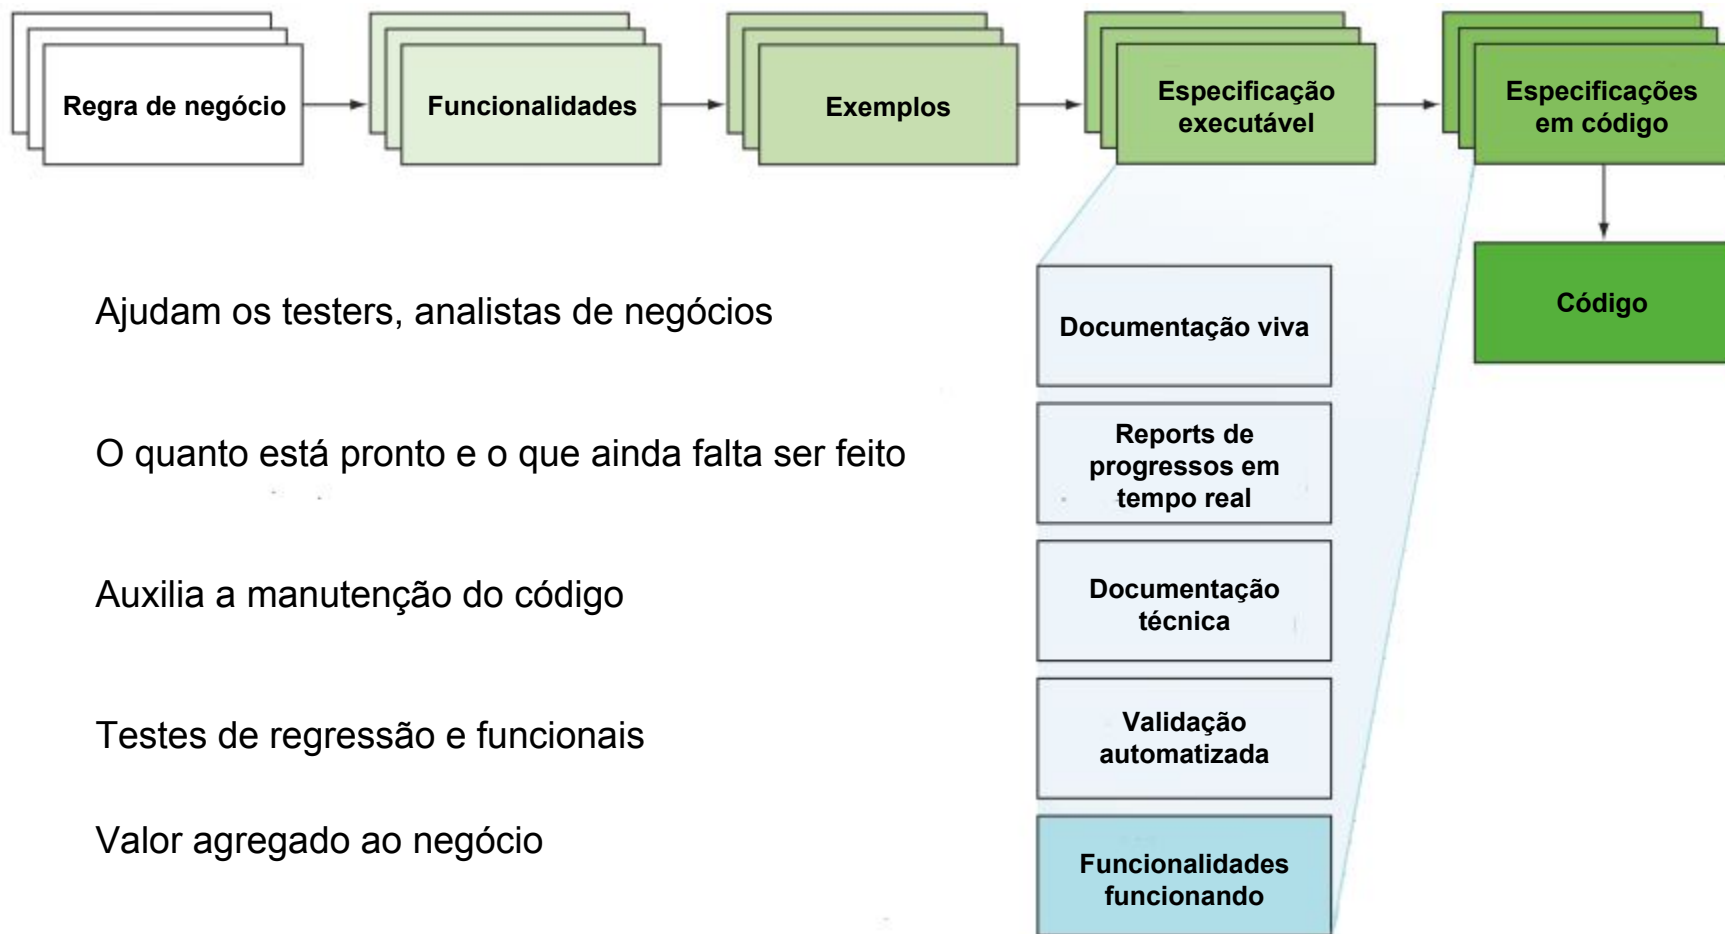 Regra de negócio
Funcionalidades
Exemplos
Especificação
executável
Especificações
em código
Código
Ajudam os testers, analistas de negócios
Documentação viva
O quanto está pronto e o que ainda falta ser feito
Reports de
progressos em
tempo real
Auxilia a manutenção do código
Documentação
técnica
Testes de regressão e funcionais
Validação
automatizada
Valor agregado ao negócio
Funcionalidades
funcionando